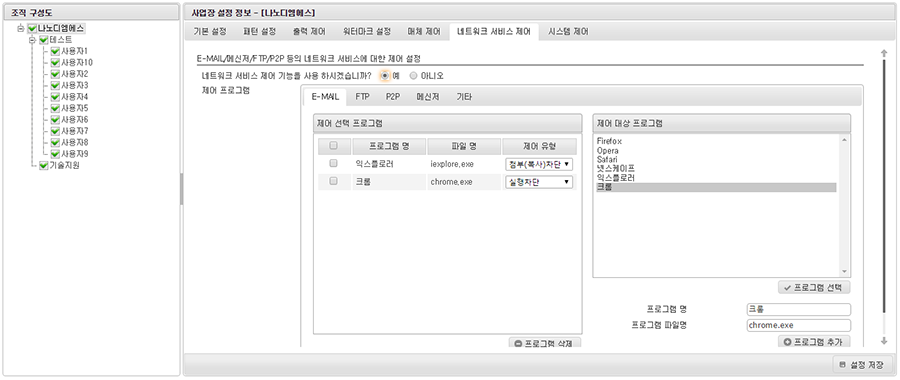 조직 구성도
나노디엠에스
테스트
사용자1
사용자10
사용자2
사용자3
사용자4
사용자5
사용자6
사용자7
사용자8
사용자9
기술지원
사업장 설정 정보 - [나노디엠에스]
기본 설정 패턴 설정 출력 제어 워터마크 설정 매체 제어 네트워크 서비스 제어 시스템 제어
E-MAIL/메신저/FTP/P2P 등의 네트워크 서비스에 대한 제어 설정
네트워크 서비스 제어 기능을 사용 하시겠습니까? 예 아니오
제어 프로그램
E-MAIL FTP P2P 메신저 기타
제어 선택 프로그램
프로그램 명 파일 명 제어 유형
익스플로러 iexplore.exe 첨부(복사)차단
크롬 chrome.exe 실행차단
프로그램 삭제
제어 대상 프로그램
Firefox
Opera
Safari
넷스케이프
익스플로러
크롬
프로그램 선택
프로그램 명 크롬
프로그램 파일명 chrome.exe
프로그램 추가
설정 저장